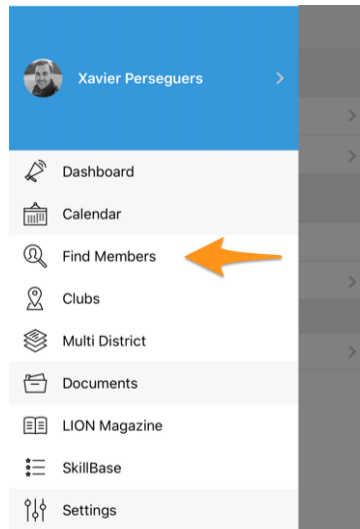 Xavier Perseguers
Dashboard
Calendar
Find Members
Clubs
Multi District
Documents
LION Magazine
SkillBase
Settings